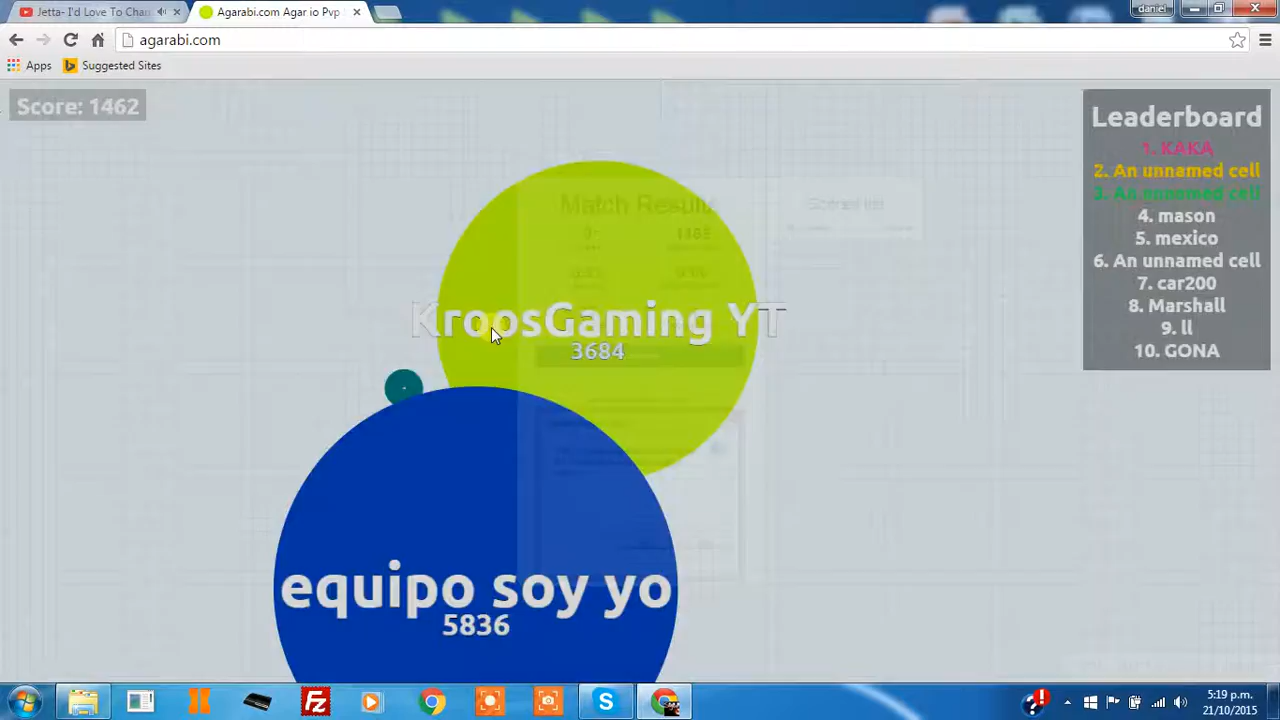 Jetta- I'd Love To Chan
Agarabi.com Agar io Pvp
daniel
agarabi.com
Apps
Suggested Sites
Score: 1462
Leaderboard
1. KAKA
2. An unnamed cell
3. An unnamed cell
4. mason
5. mexico
6. An unnamed cell
7. car200
8. Marshall
9. ll
10. GONA
Match Results
KroosGaming YT
3684
equipo soy yo
5836
5:19 p.m.
21/10/2015